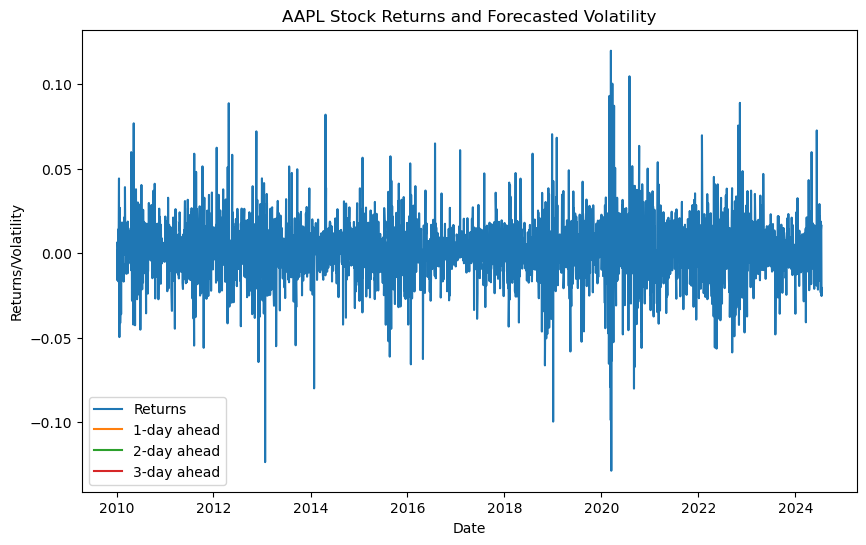 AAPL Stock Returns and Forecasted Volatility
Returns/Volatility
0.10
0.05
0.00
−0.05
−0.10
Returns
1-day ahead
2-day ahead
3-day ahead
2010 2012 2014 2016 2018 2020 2022 2024
Date